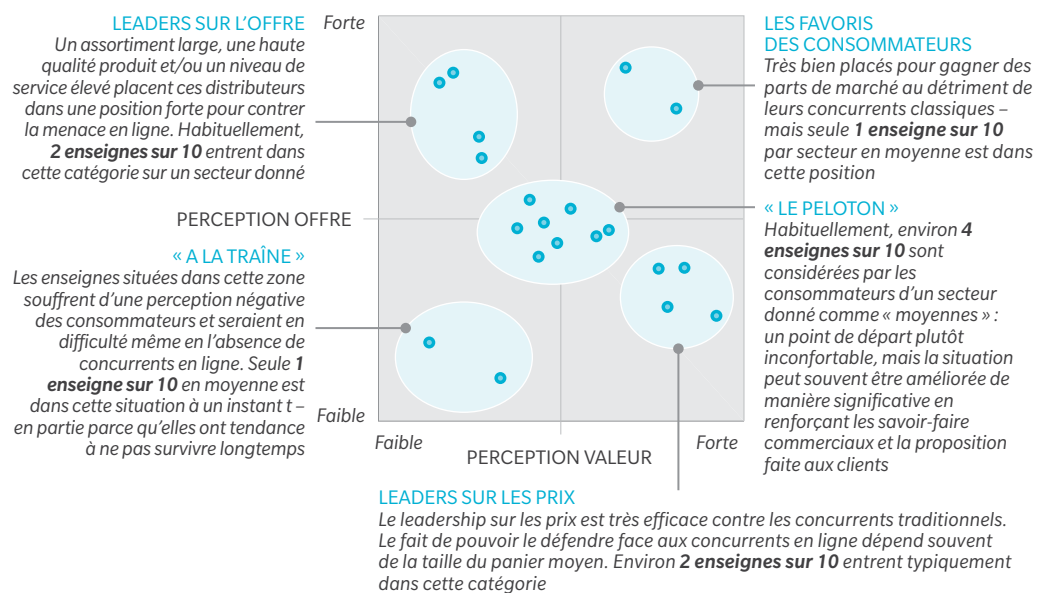 LEADERS SUR L’OFFRE
Un assortiment large, une haute
qualité produit et/ou un niveau de
service élevé placent ces distributeurs
dans une position forte pour contrer
la menace en ligne. Habituellement,
2 enseignes sur 10 entrent dans
cette catégorie sur un secteur donné
Forte
LES FAVORIS
DES CONSOMMATEURS
Très bien placés pour gagner des
parts de marché au détriment de
leurs concurrents classiques –
mais seule 1 enseigne sur 10
par secteur en moyenne est dans
cette position
PERCEPTION OFFRE
« A LA TRAÎNE »
Les enseignes situées dans cette zone
souffrent d’une perception négative
des consommateurs et seraient en
difficulté même en l’absence de
concurrents en ligne. Seule 1
enseigne sur 10 en moyenne est
dans cette situation à un instant t –
en partie parce qu’elles ont tendance
à ne pas survivre longtemps
« LE PELOTON »
Habituellement, environ 4
enseignes sur 10 sont
considérées par les
consommateurs d’un secteur
donné comme « moyennes » :
un point de départ plutôt
inconfortable, mais la situation
peut souvent être améliorée de
manière significative en
renforçant les savoir-faire
commerciaux et la proposition
faite aux clients
Faible
Faible
Forte
PERCEPTION VALEUR
LEADERS SUR LES PRIX
Le leadership sur les prix est très efficace contre les concurrents traditionnels.
Le fait de pouvoir le défendre face aux concurrents en ligne dépend souvent
de la taille du panier moyen. Environ 2 enseignes sur 10 entrent typiquement
dans cette catégorie